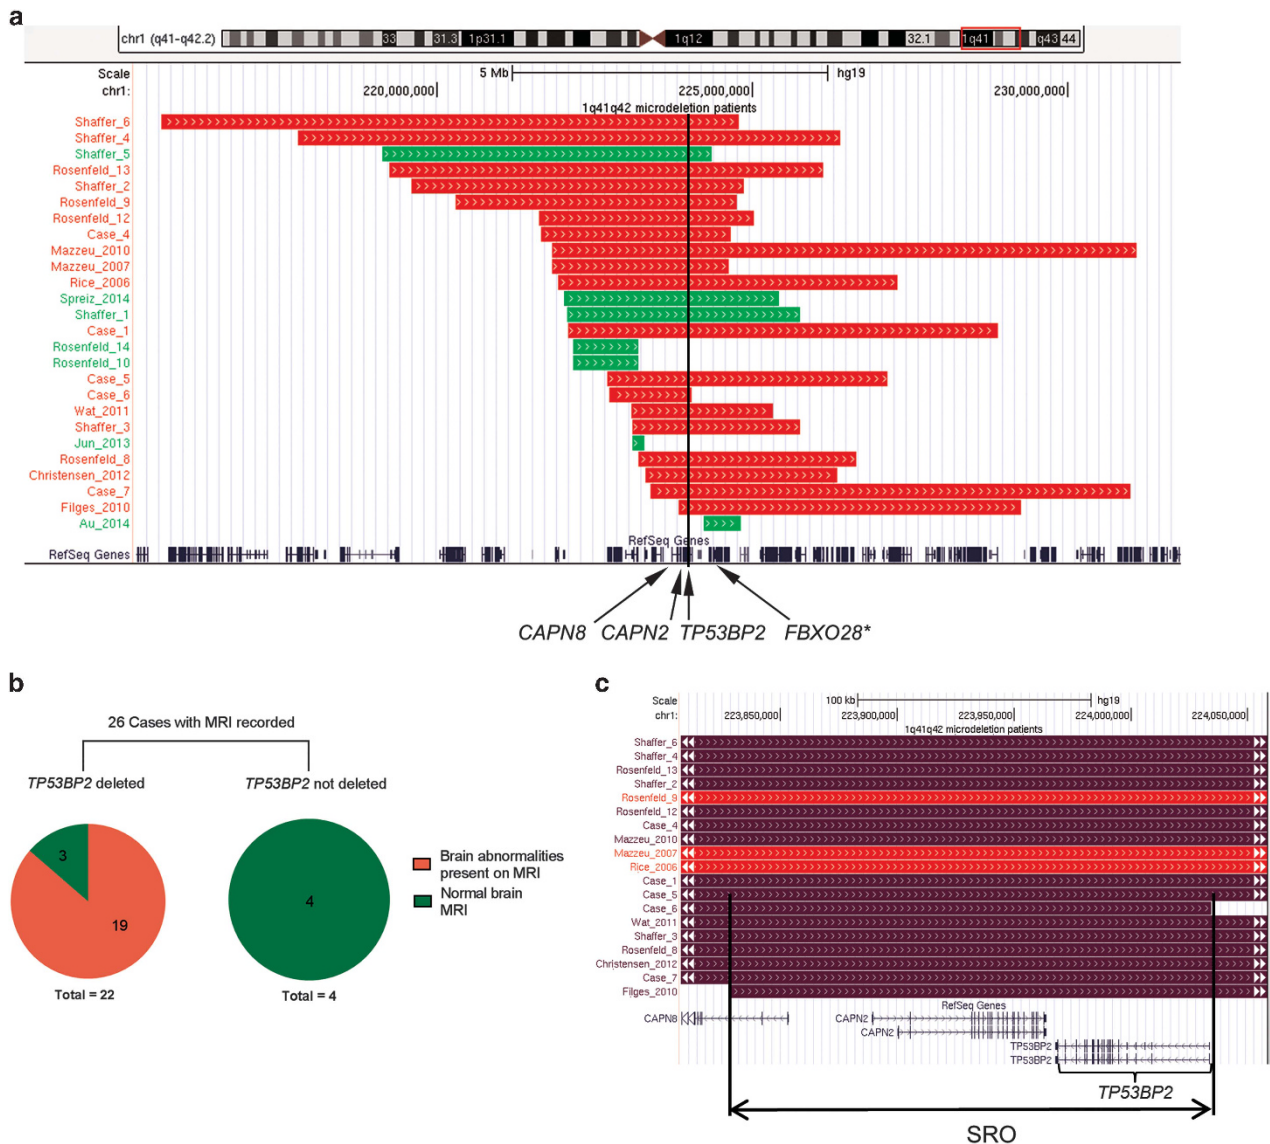 a
chr1 (q41-q42.2) 33 31.3 1p31.1 1q12 32.1 1q41 q43 44
Scale 5 Mb hg19
chr1: 220,000,000 225,000,000 230,000,000
1q41q42 microdeletion patients
Shaffer_6
Shaffer_4
Shaffer_5
Rosenfeld_13
Shaffer_2
Rosenfeld_9
Rosenfeld_12
Case_4
Mazzeu_2010
Mazzeu_2007
Rice_2006
Spreiz_2014
Shaffer_1
Case_1
Rosenfeld_14
Rosenfeld_10
Case_5
Case_6
Wat_2011
Shaffer_3
Jun_2013
Rosenfeld_8
Christensen_2012
Case_7
Filges_2010
Au_2014
RefSeq Genes
RefSeq Genes
CAPN8 CAPN2 TP53BP2 FBXO28*
b
26 Cases with MRI recorded
TP53BP2 deleted TP53BP2 not deleted
3
19
4
Brain abnormalities
present on MRI
Normal brain
MRI
Total = 22 Total = 4
c
Scale 100 kb hg19
chr1: 223,850,000 223,900,000 223,950,000 224,000,000 224,050,000
1q41q42 microdeletion patients
Shaffer_6
Shaffer_4
Rosenfeld_13
Shaffer_2
Rosenfeld_9
Rosenfeld_12
Case_4
Mazzeu_2010
Mazzeu_2007
Rice_2006
Case_1
Case_5
Case_6
Wat_2011
Shaffer_3
Rosenfeld_8
Christensen_2012
Case_7
Filges_2010
RefSeq Genes
CAPN8 CAPN2
CAPN2
TP53BP2
TP53BP2
TP53BP2
SRO